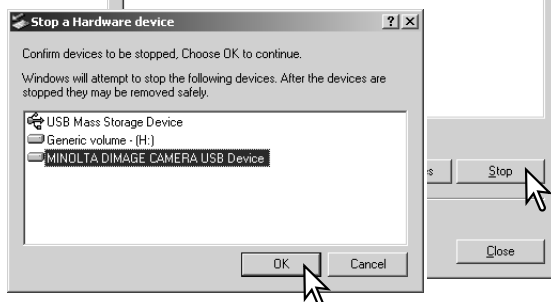 Stop a Hardware device
Confirm devices to be stopped, Choose OK to continue.
Windows will attempt to stop the following devices. After the devices are
stopped they may be removed safely.
USB Mass Storage Device
Generic volume - (H:)
MINOLTA DIMAGE CAMERA USB Device
OK
Cancel
Stop
Close